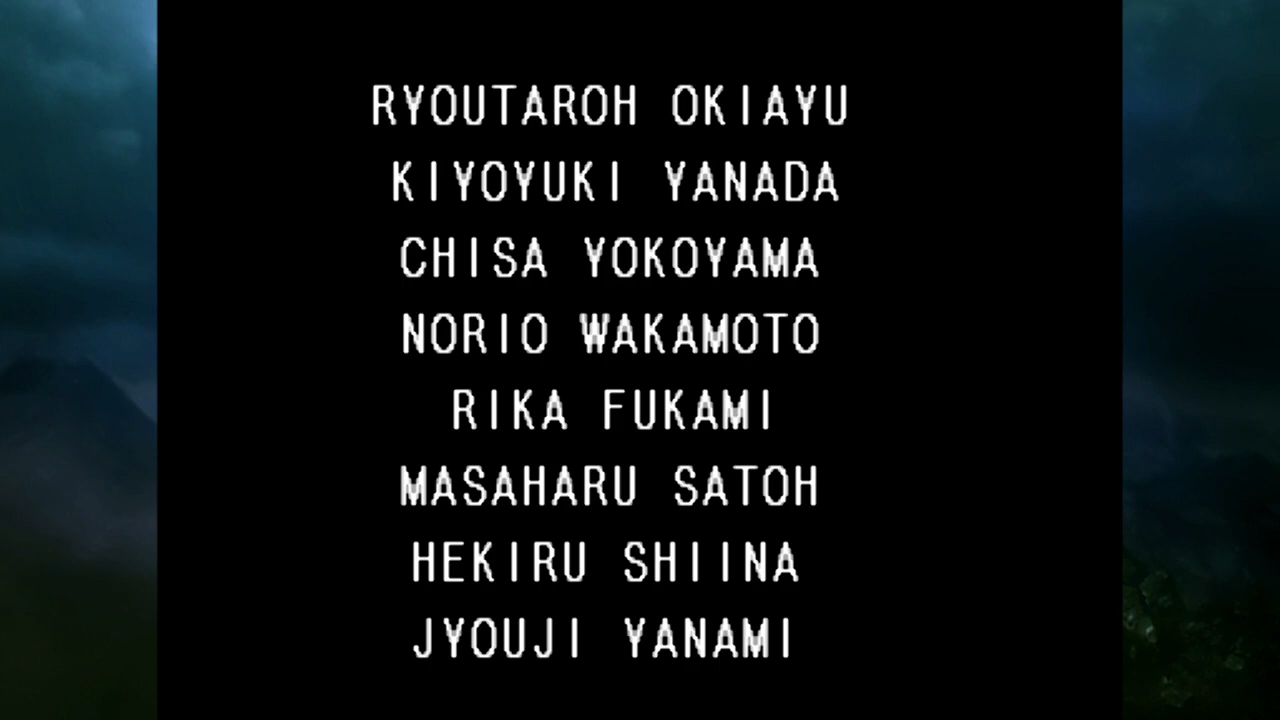 RYOUTAROH OKIAYU
KIYOYUKI YANADA
CHISA YOKOYAMA
NORIO WAKAMOTO
RIKA FUKAMI
MASAHARU SATOH
HEKIRU SHIINA
JYOUJI YANAMI